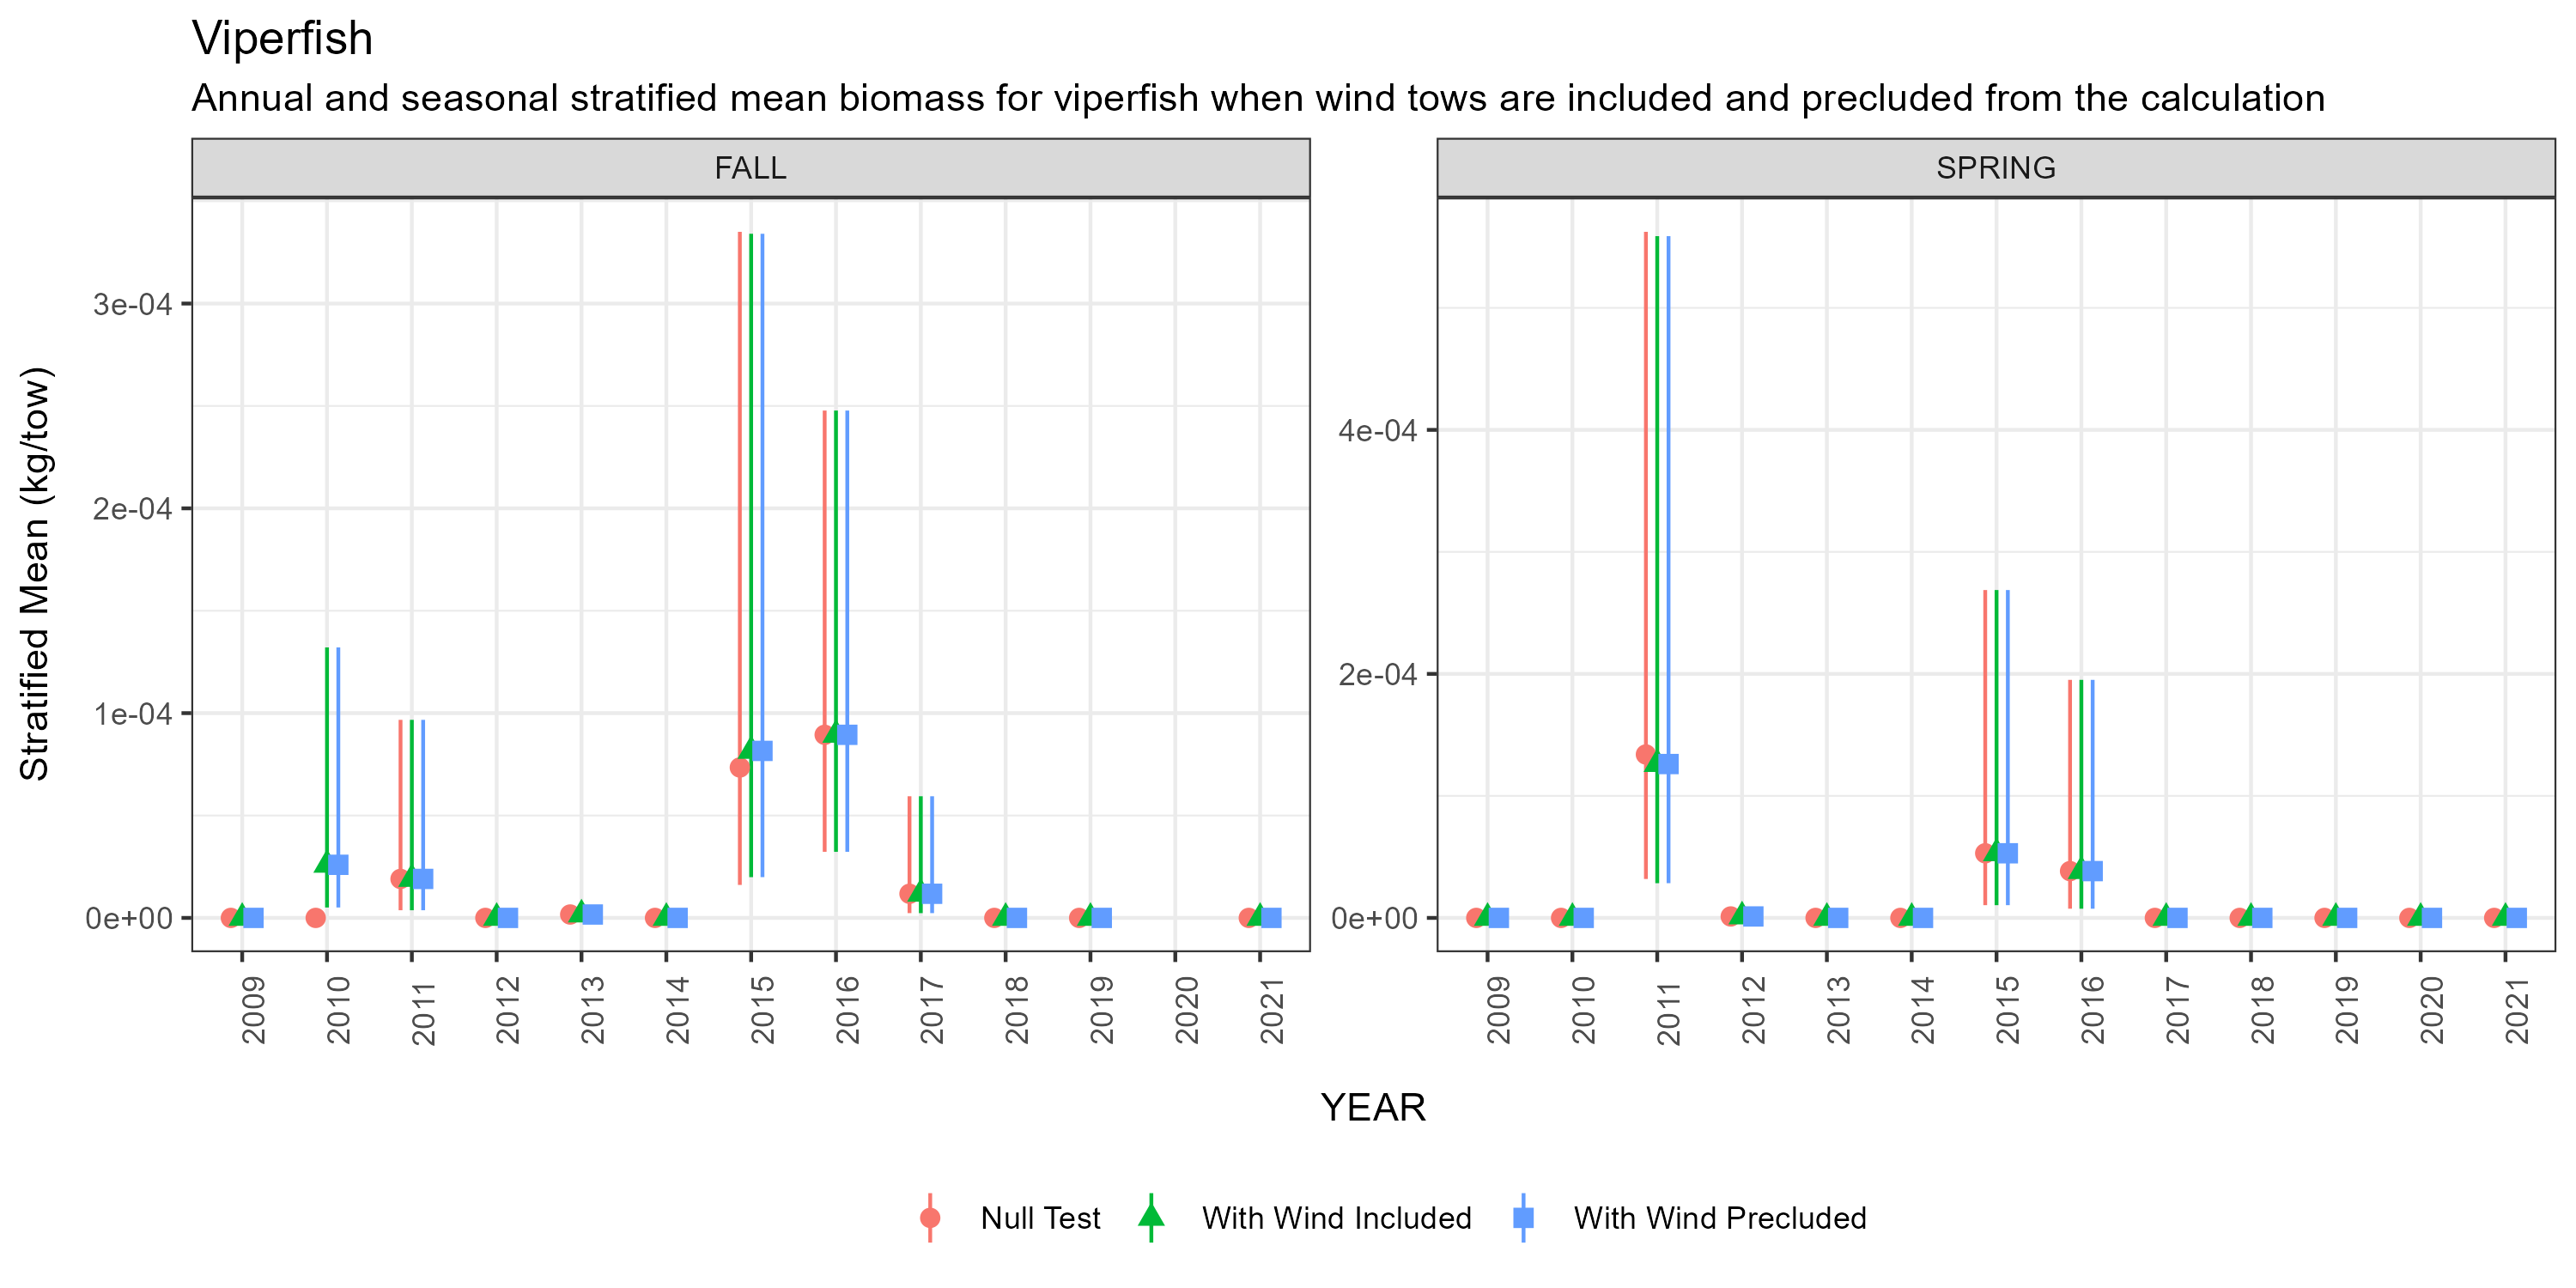 Viperfish
Annual and seasonal stratified mean biomass for viperfish when wind tows are included and precluded from the calculation
FALL
SPRING
Stratified Mean (kg/tow)
3e-04
2e-04
1e-04
0e+00
4e-04
2e-04
0e+00
2009 2010 2011 2012 2013 2014 2015 2016 2017 2018 2019 2020 2021
2009 2010 2011 2012 2013 2014 2015 2016 2017 2018 2019 2020 2021
YEAR
Null Test With Wind Included With Wind Precluded